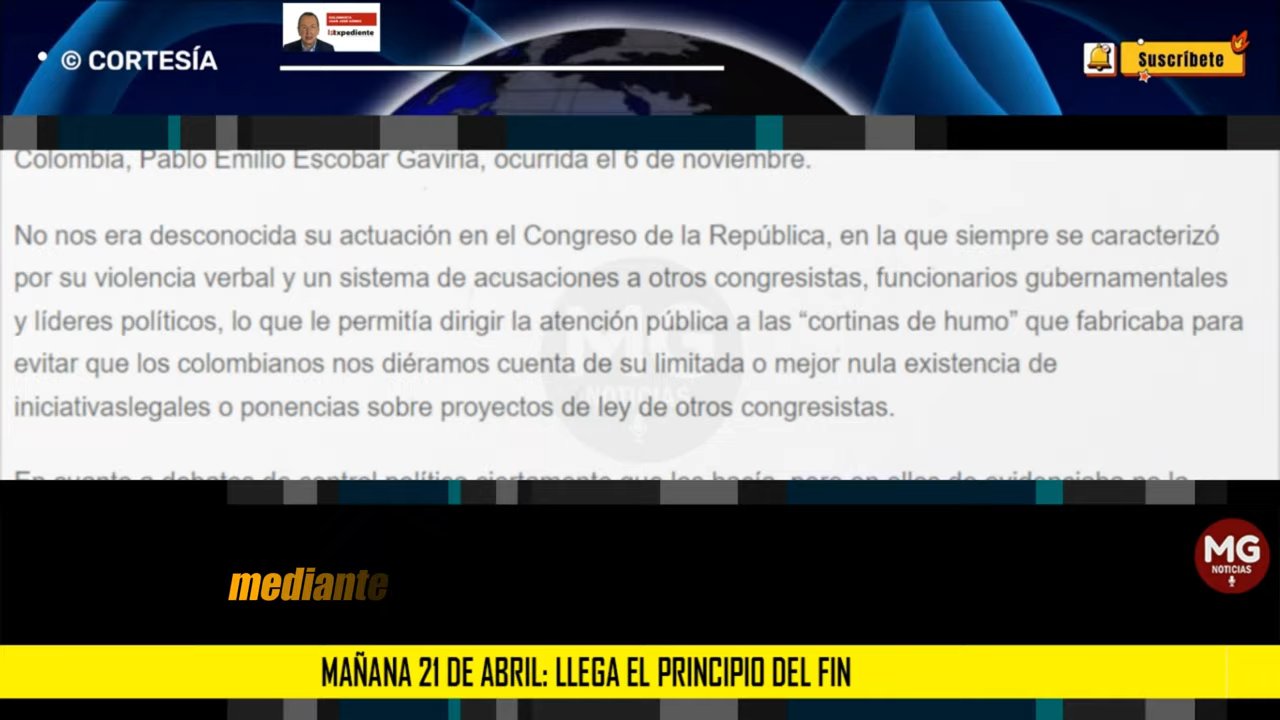 © CORTESÍA
Suscríbete
Colombia, Pablo Emilio Escobar Gaviria, ocurrida el 6 de noviembre.
No nos era desconocida su actuación en el Congreso de la República, en la que siempre se caracterizó
por su violencia verbal y un sistema de acusaciones a otros congresistas, funcionarios gubernamentales
y líderes políticos, lo que le permitía dirigir la atención pública a las “cortinas de humo” que fabricaba para
evitar que los colombianos nos diéramos cuenta de su limitada o mejor nula existencia de
iniciativaslegales o ponencias sobre proyectos de ley de otros congresistas.
MG
NOTICIAS
mediante
MG
NOTICIAS
MAÑANA 21 DE ABRIL: LLEGA EL PRINCIPIO DEL FIN